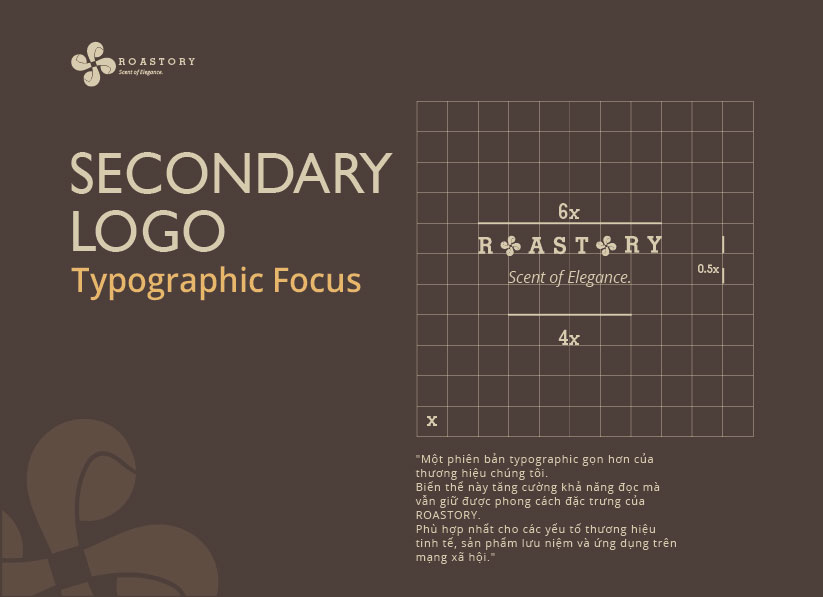 ROASTORY
Scent of Elegance.
SECONDARY
LOGO
Typographic Focus
6x
ROASTORY
0.5x
Scent of Elegance.
4x
x
"Một phiên bản typographic gọn hơn của
thương hiệu chúng tôi.
Biến thể này tăng cường khả năng đọc mà
vẫn giữ được phong cách đặc trưng của
ROASTORY.
Phù hợp nhất cho các yếu tố thương hiệu
tinh tế, sản phẩm lưu niệm và ứng dụng trên
mạng xã hội."